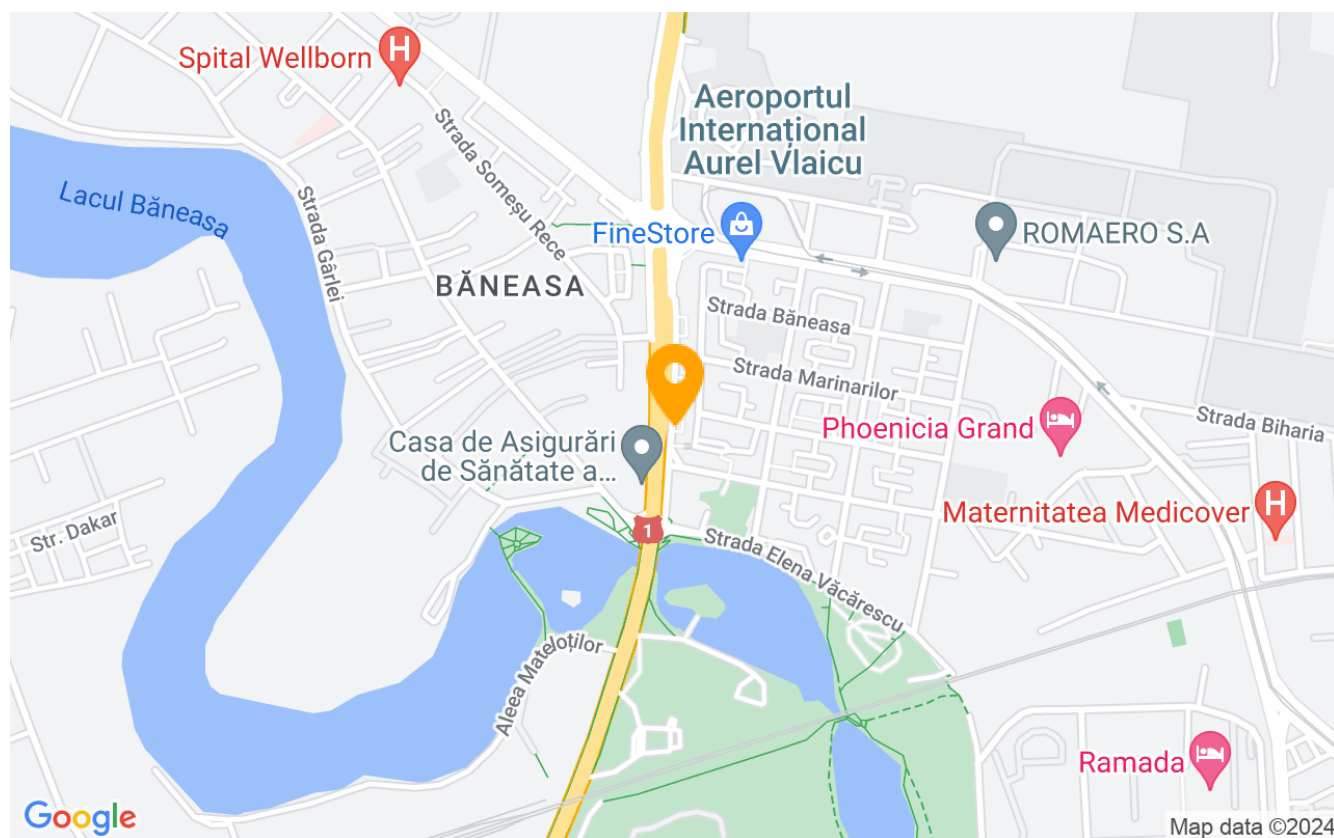 Spital Wellborn
Strada Someșu Rece
Aeroportul
Internațional
Aurel Vlaicu
Lacul Băneasa
Strada Gârlei
FineStore
ROMAERO S.A
BĂNEASA
Strada Băneasa
Strada Marinarilor
Strada Biharia
Phoenicia Grand
Casa de Asigurări
de Sănătate a...
Maternitatea Medicover
Str. Dakar
1
Strada Elena Văcărescu
Aleea Mateloților
Ramada
Google
Map data ©2024